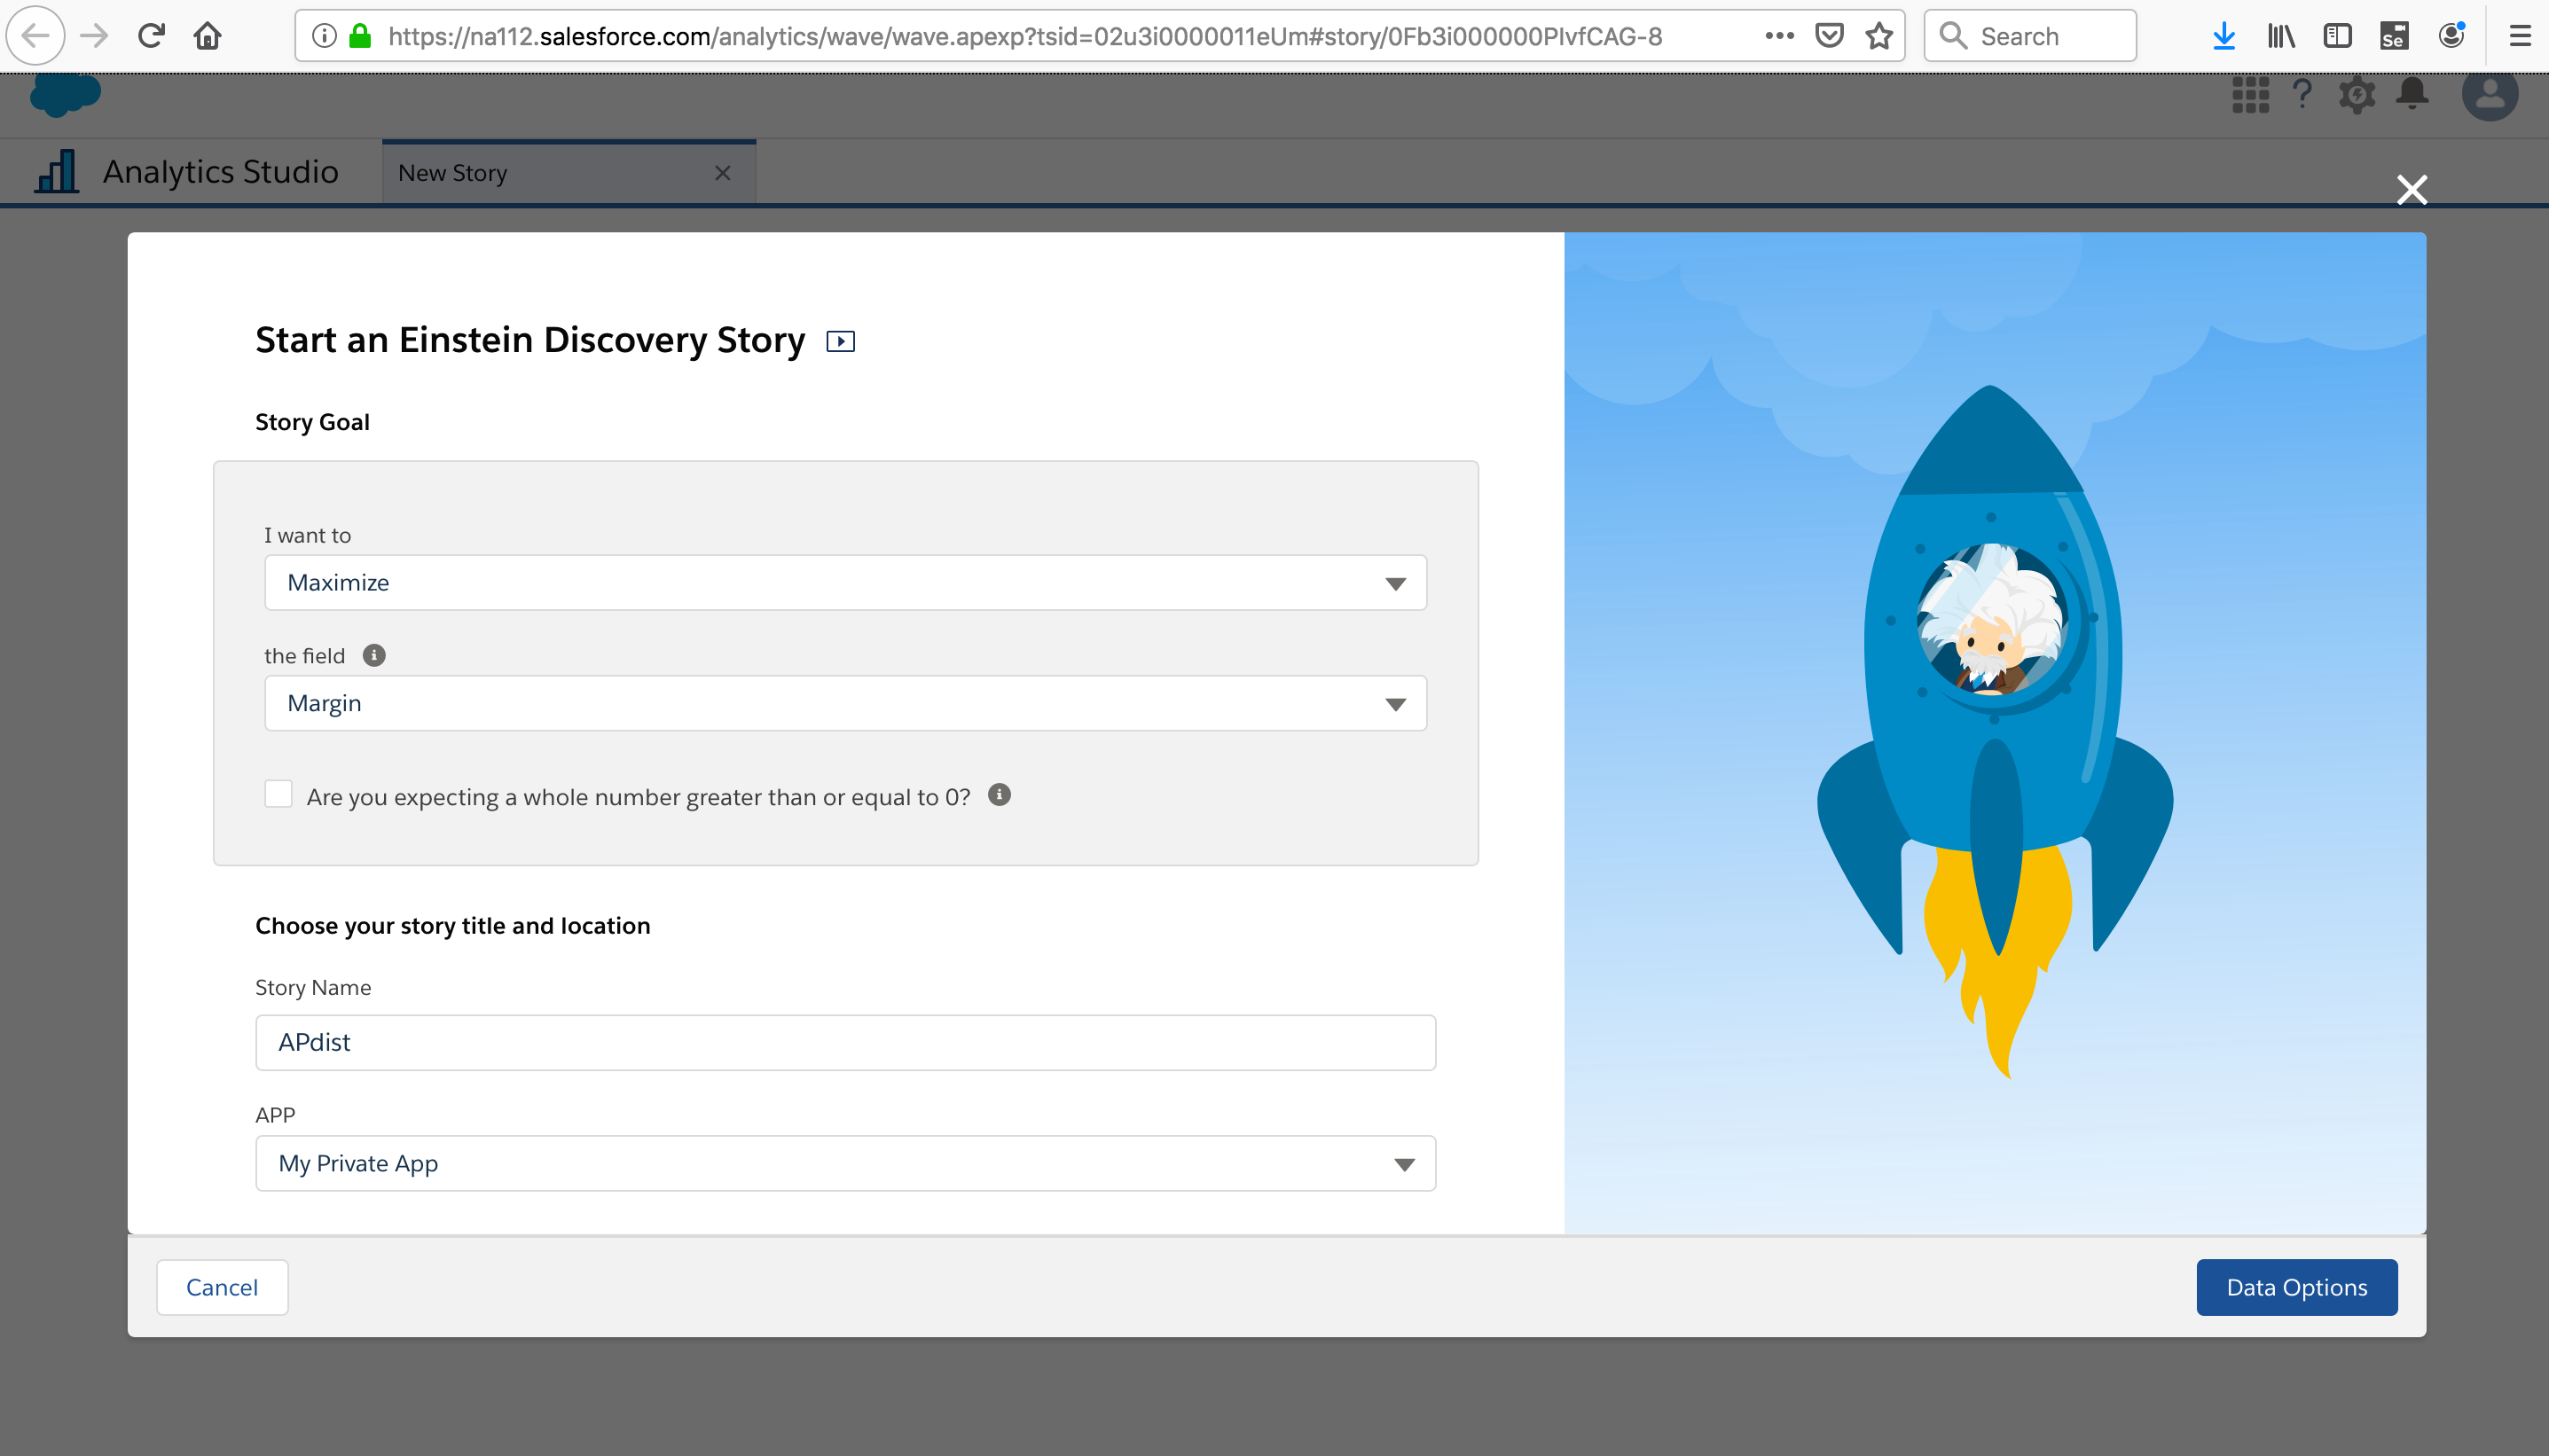 https://na112.salesforce.com/analytics/wave/wave.apexp?tsid=02u3i0000011eUm#story/0Fb3i000000PIvfCAG-8
Search
Se
Analytics Studio
New Story
Start an Einstein Discovery Story
Story Goal
I want to
Maximize
the field
Margin
Are you expecting a whole number greater than or equal to 0?
Choose your story title and location
Story Name
APdist
APP
My Private App
Cancel
Data Options